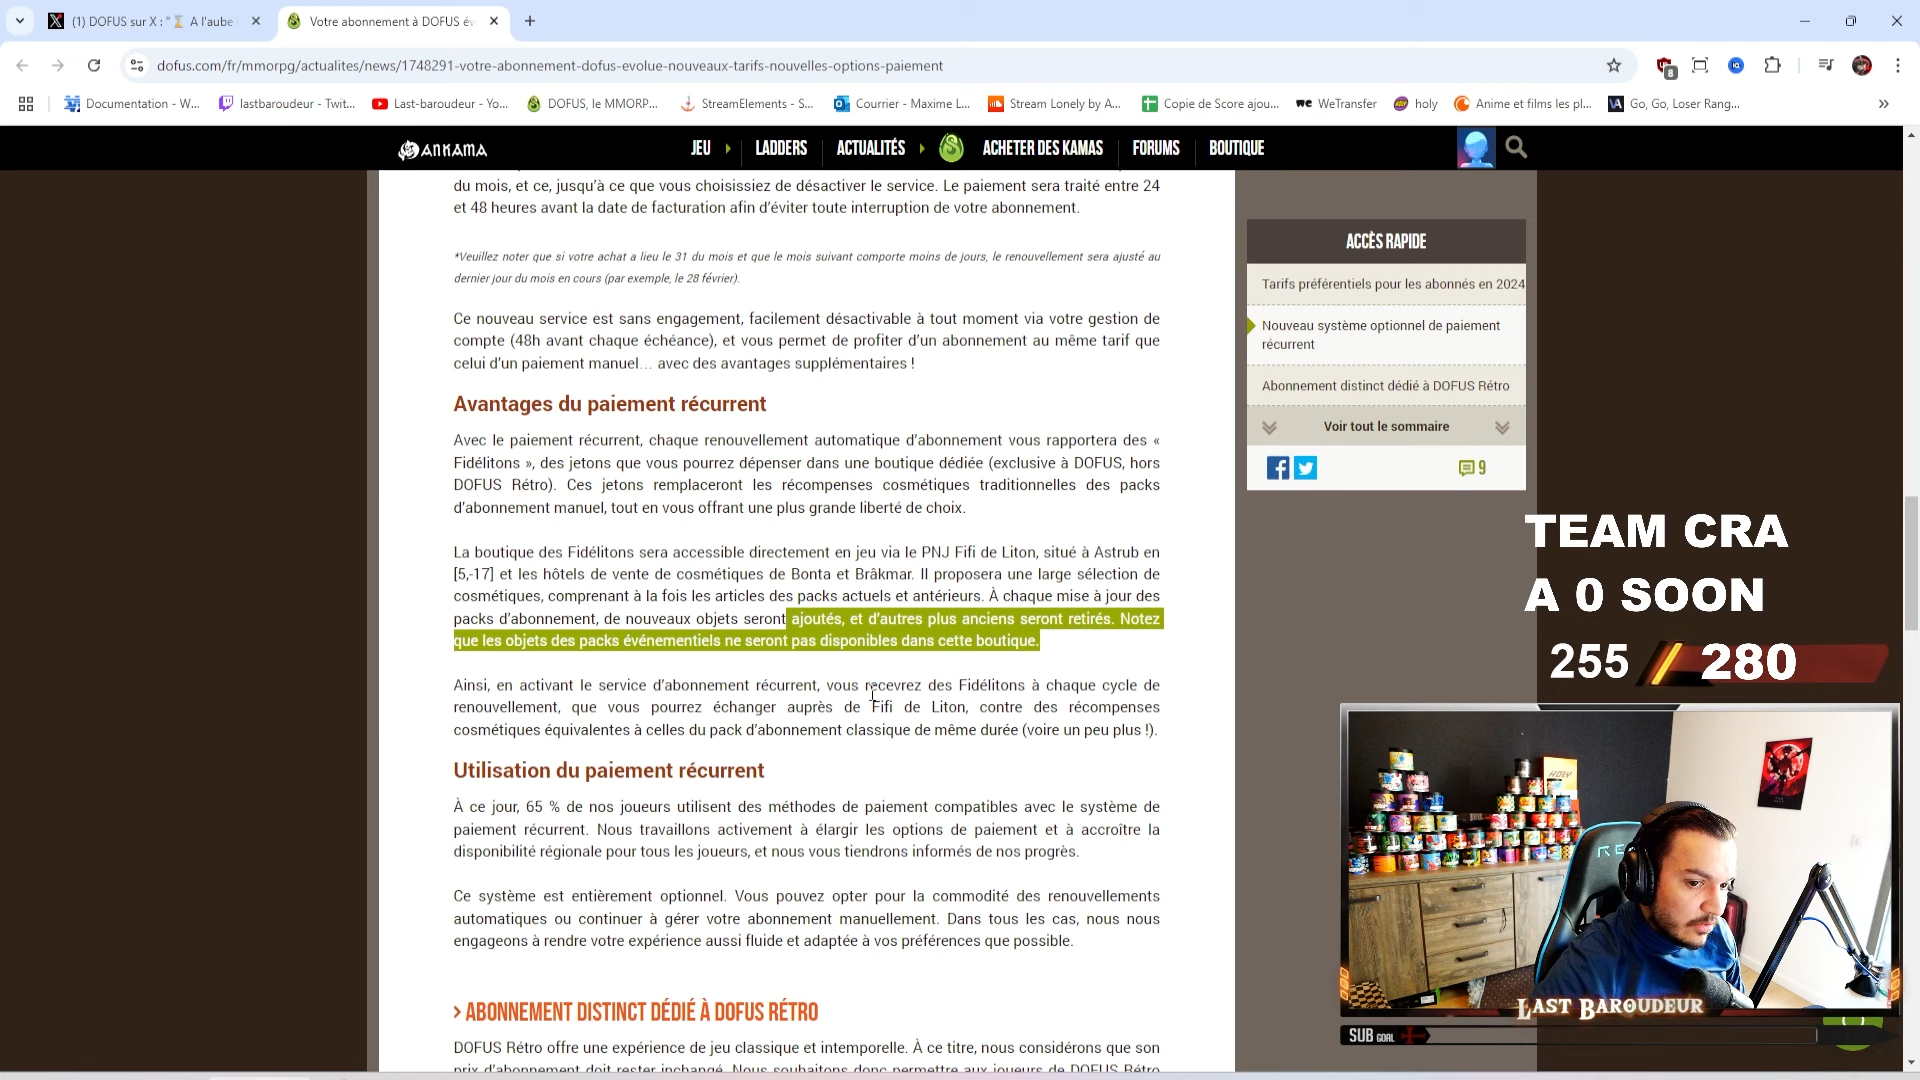 (1) DOFUS sur X : "⏳ A l'aube
Votre abonnement à DOFUS év
dofus.com/fr/mmorpg/actualites/news/1748291-votre-abonnement-dofus-evolue-nouveaux-tarifs-nouvelles-options-paiement
8
Documentation - W...
lastbaroudeur - Twit...
Last-baroudeur - Yo...
DOFUS, le MMORP...
StreamElements - S...
Courrier - Maxime L...
Stream Lonely by A...
Copie de Score ajou...
WeTransfer
holy
Anime et films les pl...
Go, Go, Loser Rang...
ANKAMA
JEU
LADDERS
ACTUALITÉS
ACHETER DES KAMAS
FORUMS
BOUTIQUE
du mois, et ce, jusqu'à ce que vous choisissiez de désactiver le service. Le paiement sera traité entre 24
et 48 heures avant la date de facturation afin d'éviter toute interruption de votre abonnement.
*Veuillez noter que si votre achat a lieu le 31 du mois et que le mois suivant comporte moins de jours, le renouvellement sera ajusté au
dernier jour du mois en cours (par exemple, le 28 février).
Ce nouveau service est sans engagement, facilement désactivable à tout moment via votre gestion de
compte (48h avant chaque échéance), et vous permet de profiter d'un abonnement au même tarif que
celui d'un paiement manuel… avec des avantages supplémentaires !
Avantages du paiement récurrent
Avec le paiement récurrent, chaque renouvellement automatique d'abonnement vous rapportera des «
Fidélitons », des jetons que vous pourrez dépenser dans une boutique dédiée (exclusive à DOFUS, hors
DOFUS Rétro). Ces jetons remplaceront les récompenses cosmétiques traditionnelles des packs
d'abonnement manuel, tout en vous offrant une plus grande liberté de choix.
La boutique des Fidélitons sera accessible directement en jeu via le PNJ Fifi de Liton, situé à Astrub en
[5,-17] et les hôtels de vente de cosmétiques de Bonta et Brâkmar. Il proposera une large sélection de
cosmétiques, comprenant à la fois les articles des packs actuels et antérieurs. À chaque mise à jour des
packs d'abonnement, de nouveaux objets seront ajoutés, et d'autres plus anciens seront retirés. Notez
que les objets des packs événementiels ne seront pas disponibles dans cette boutique.
Ainsi, en activant le service d'abonnement récurrent, vous recevrez des Fidélitons à chaque cycle de
renouvellement, que vous pourrez échanger auprès de Fifi de Liton, contre des récompenses
cosmétiques équivalentes à celles du pack d'abonnement classique de même durée (voire un peu plus !).
Utilisation du paiement récurrent
À ce jour, 65 % de nos joueurs utilisent des méthodes de paiement compatibles avec le système de
paiement récurrent. Nous travaillons activement à élargir les options de paiement et à accroître la
disponibilité régionale pour tous les joueurs, et nous vous tiendrons informés de nos progrès.
Ce système est entièrement optionnel. Vous pouvez opter pour la commodité des renouvellements
automatiques ou continuer à gérer votre abonnement manuellement. Dans tous les cas, nous nous
engageons à rendre votre expérience aussi fluide et adaptée à vos préférences que possible.
> ABONNEMENT DISTINCT DÉDIÉ À DOFUS RÉTRO
DOFUS Rétro offre une expérience de jeu classique et intemporelle. À ce titre, nous considérons que son
prix d'abonnement doit rester inchangé. Nous souhaitons donc permettre aux joueurs de DOFUS Rétro
ACCÈS RAPIDE
Tarifs préférentiels pour les abonnés en 2024
Nouveau système optionnel de paiement
récurrent
Abonnement distinct dédié à DOFUS Rétro
Voir tout le sommaire
9
TEAM CRA
A 0 SOON
255 / 280
HOLY
LAST BAROUDEUR
SUB GOAL